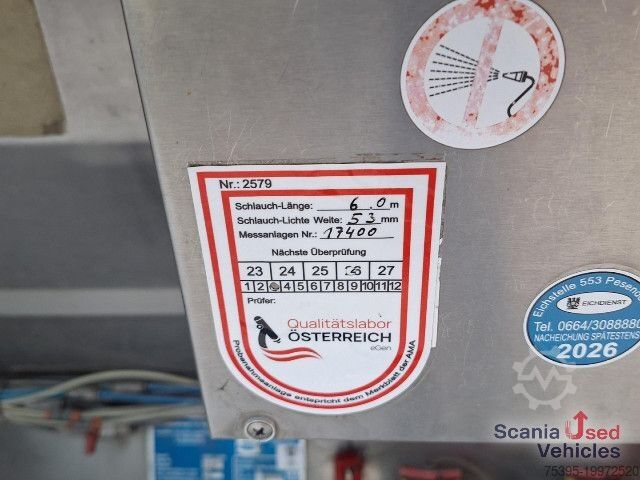 Nr.: 2579
Schlauch-Länge: 6.0 m
Schlauch-Lichte Weite: 53 mm
Messanlagen Nr.: 17400
Nächste Überprüfung
23 24 25 26 27
1 2 4 5 6 7 8 9 10 11 12
Prüfer:
Qualitätslabor
ÖSTERREICH
eGen
Probenahmeanlage entspricht dem Merkblatt der AMA
Eichstelle 553
EICHDIENST
Tel. 0664/3088880
NACHEICHUNG SPÄTESTENS
2026
Scania Used
Vehicles
75395-19972520